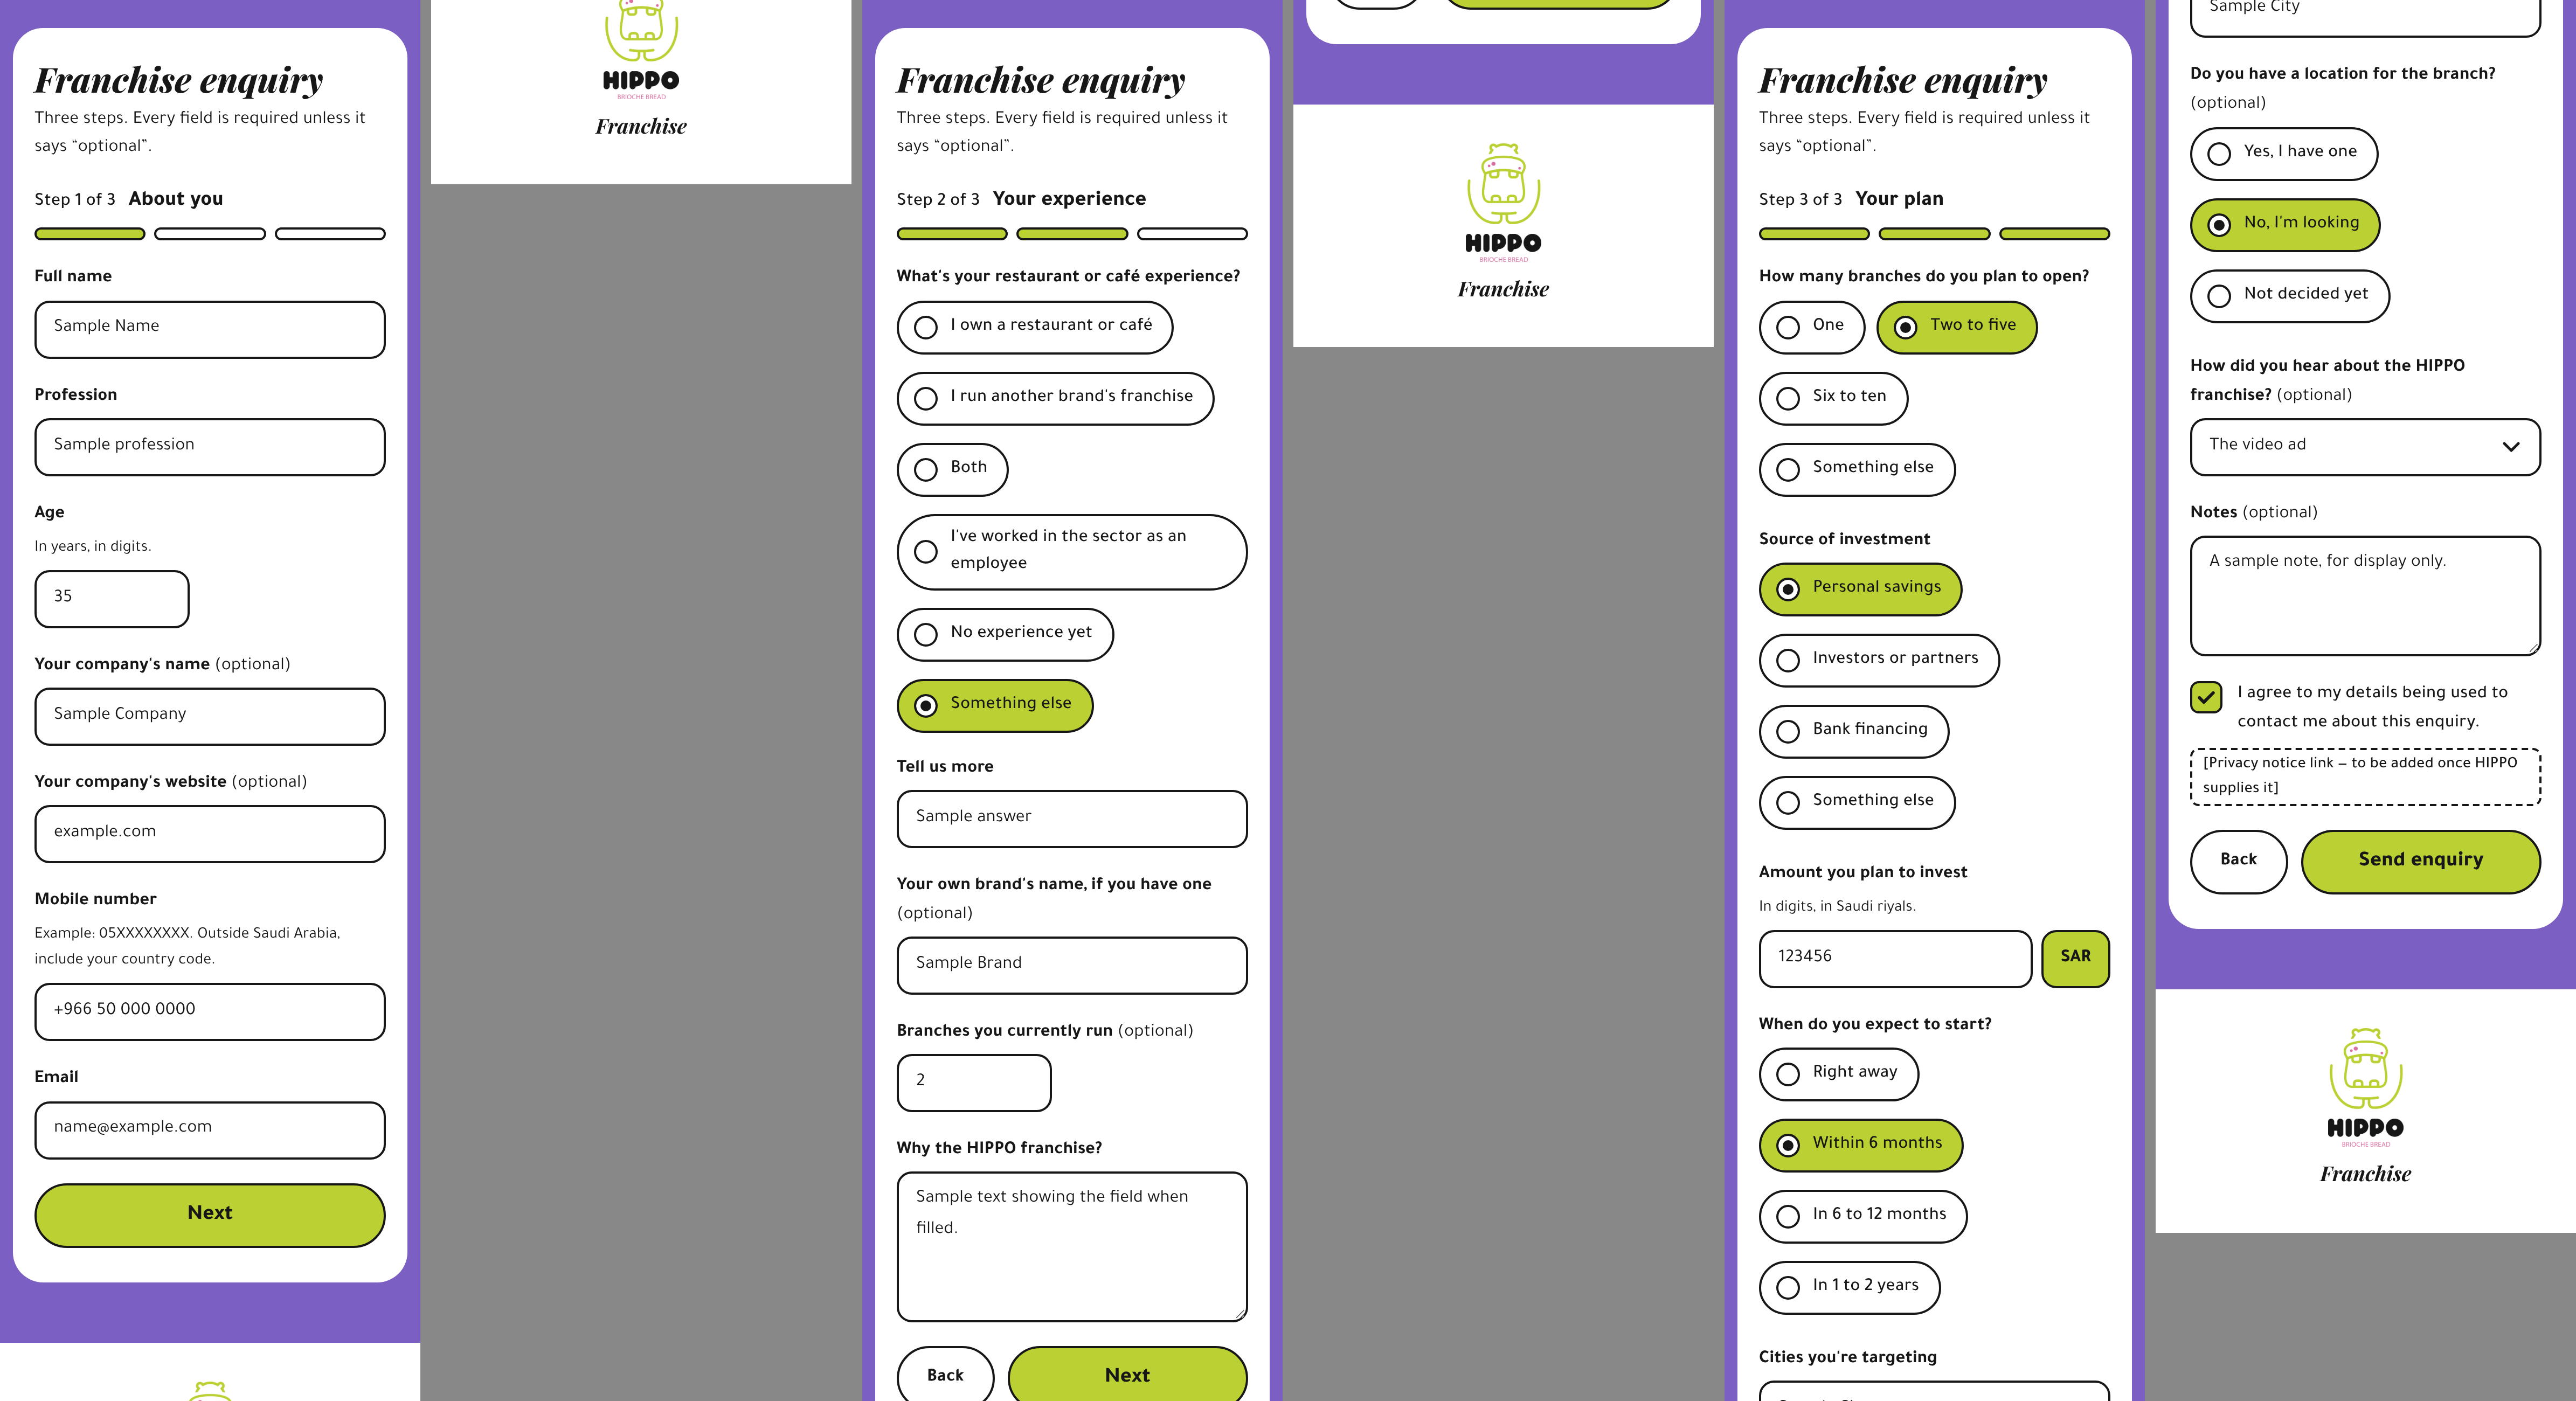 Franchise enquiry
Three steps. Every field is required unless it
says “optional”.
Step 1 of 3 About you
Full name
Sample Name
Profession
Sample profession
Age
In years, in digits.
35
Your company's name (optional)
Sample Company
Your company's website (optional)
example.com
Mobile number
Example: 05XXXXXXXX. Outside Saudi Arabia,
include your country code.
+966 50 000 0000
Email
name@example.com
Next
HIPPO
BRIOCHE BREAD
Franchise
Franchise enquiry
Three steps. Every field is required unless it
says “optional”.
Step 2 of 3 Your experience
What's your restaurant or café experience?
I own a restaurant or café
I run another brand's franchise
Both
I've worked in the sector as an
employee
No experience yet
Something else
Tell us more
Sample answer
Your own brand's name, if you have one
(optional)
Sample Brand
Branches you currently run (optional)
2
Why the HIPPO franchise?
Sample text showing the field when
filled.
Back
Next
HIPPO
BRIOCHE BREAD
Franchise
Franchise enquiry
Three steps. Every field is required unless it
says “optional”.
Step 3 of 3 Your plan
How many branches do you plan to open?
One
Two to five
Six to ten
Something else
Source of investment
Personal savings
Investors or partners
Bank financing
Something else
Amount you plan to invest
In digits, in Saudi riyals.
123456
SAR
When do you expect to start?
Right away
Within 6 months
In 6 to 12 months
In 1 to 2 years
Cities you're targeting
Sample City
Do you have a location for the branch?
(optional)
Yes, I have one
No, I'm looking
Not decided yet
How did you hear about the HIPPO
franchise? (optional)
The video ad
Notes (optional)
A sample note, for display only.
I agree to my details being used to
contact me about this enquiry.
[Privacy notice link – to be added once HIPPO
supplies it]
Back
Send enquiry
HIPPO
BRIOCHE BREAD
Franchise